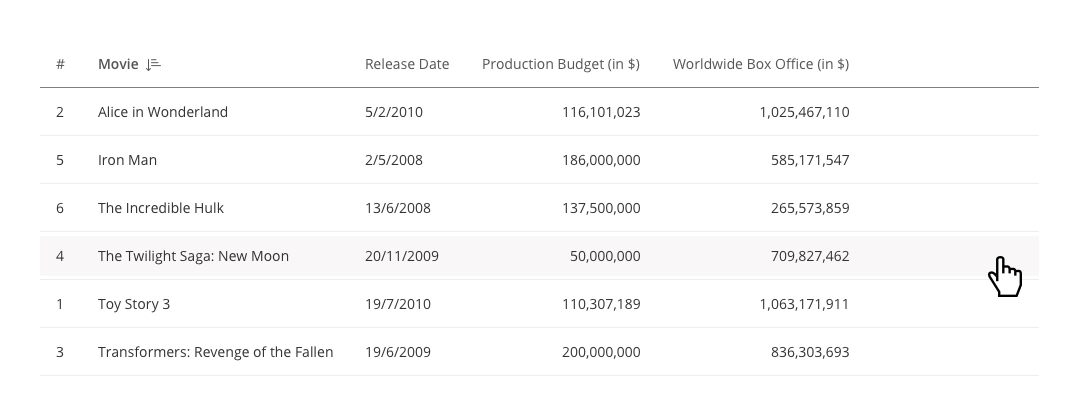 # Movie Release Date Production Budget (in $) Worldwide Box Office (in $)
2 Alice in Wonderland 5/2/2010 116,101,023 1,025,467,110
5 Iron Man 2/5/2008 186,000,000 585,171,547
6 The Incredible Hulk 13/6/2008 137,500,000 265,573,859
4 The Twilight Saga: New Moon 20/11/2009 50,000,000 709,827,462
1 Toy Story 3 19/7/2010 110,307,189 1,063,171,911
3 Transformers: Revenge of the Fallen 19/6/2009 200,000,000 836,303,693